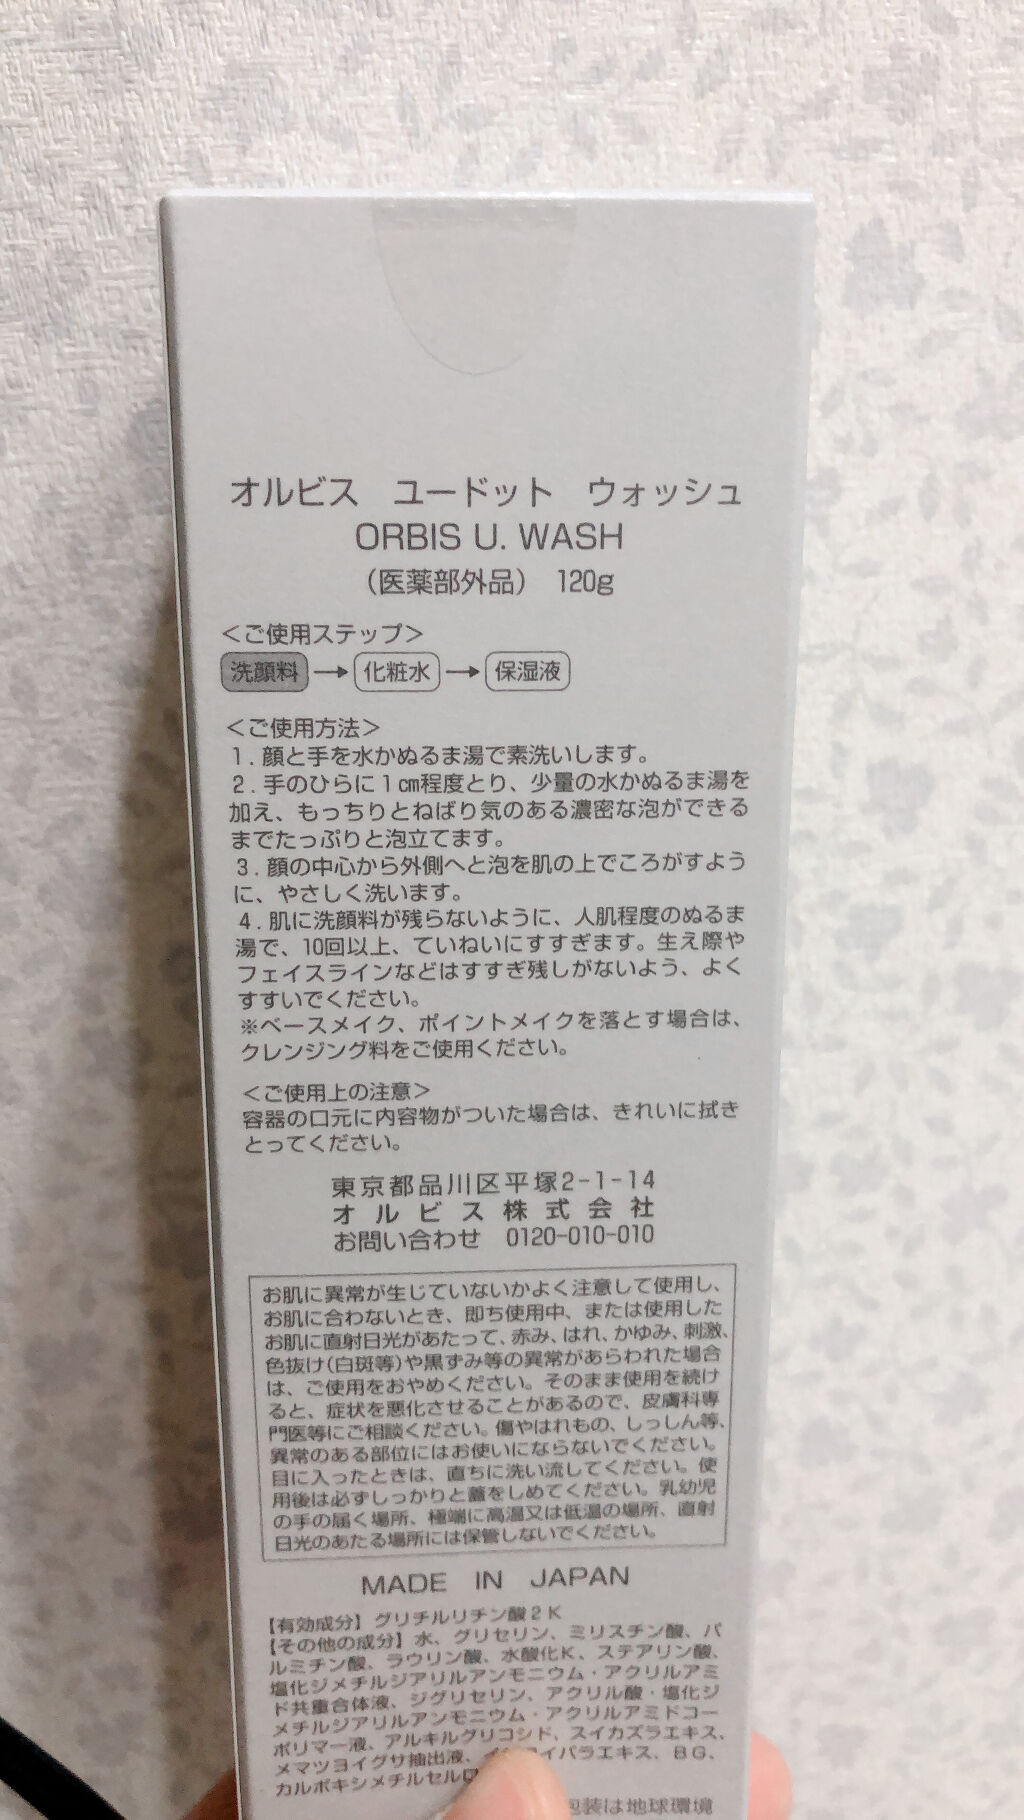 オルビス　ユードット　ウォッシュ
ORBIS U. WASH
（医薬部外品）　120g
＜ご使用ステップ＞
洗顔料→化粧水→保湿液
＜ご使用方法＞
1. 顔と手を水かぬるま湯で素洗いします。
2. 手のひらに1㎝程度とり、少量の水かぬるま湯を
加え、もっちりとねばり気のある濃密な泡ができる
までたっぷりと泡立てます。
3. 顔の中心から外側へと泡を肌の上でころがすよう
に、やさしく洗います。
4. 肌に洗顔料が残らないように、人肌程度のぬるま
湯で、10回以上、ていねいにすすぎます。生え際や
フェイスラインなどはすすぎ残しがないよう、よく
すすいでください。
※ベースメイク、ポイントメイクを落とす場合は、
クレンジング料をご使用ください。
＜ご使用上の注意＞
容器の口元に内容物がついた場合は、きれいに拭き
とってください。
東京都品川区平塚2-1-14
オルビス株式会社
お問い合わせ　0120-010-010
お肌に異常が生じていないかよく注意して使用し、
お肌に合わないとき、即ち使用中、または使用した
お肌に直射日光があたって、赤み、はれ、かゆみ、刺激、
色抜け(白斑等)や黒ずみ等の異常があらわれた場合
は、ご使用をおやめください。そのまま使用を続け
ると、症状を悪化させることがあるので、皮膚科専
門医等にご相談ください。傷やはれもの、しっしん等、
異常のある部位にはお使いにならないでください。
目に入ったときは、直ちに洗い流してください。使
用後は必ずしっかりと蓋をしめてください。乳幼児
の手の届く場所、極端に高温又は低温の場所、直射
日光のあたる場所には保管しないでください。
MADE IN JAPAN
【有効成分】グリチルリチン酸2K
【その他の成分】水、グリセリン、ミリスチン酸、パ
ルミチン酸、ラウリン酸、水酸化K、ステアリン酸、
塩化ジメチルジアリルアンモニウム・アクリルアミ
ド共重合体液、ジグリセリン、アクリル酸・塩化ジ
メチルジアリルアンモニウム・アクリルアミドコー
ポリマー液、アルキルグリコシド、スイカズラエキス、
メマツヨイグサ抽出液、イバラエキス、BG、
カルボキシメチルセル
包装は地球環境